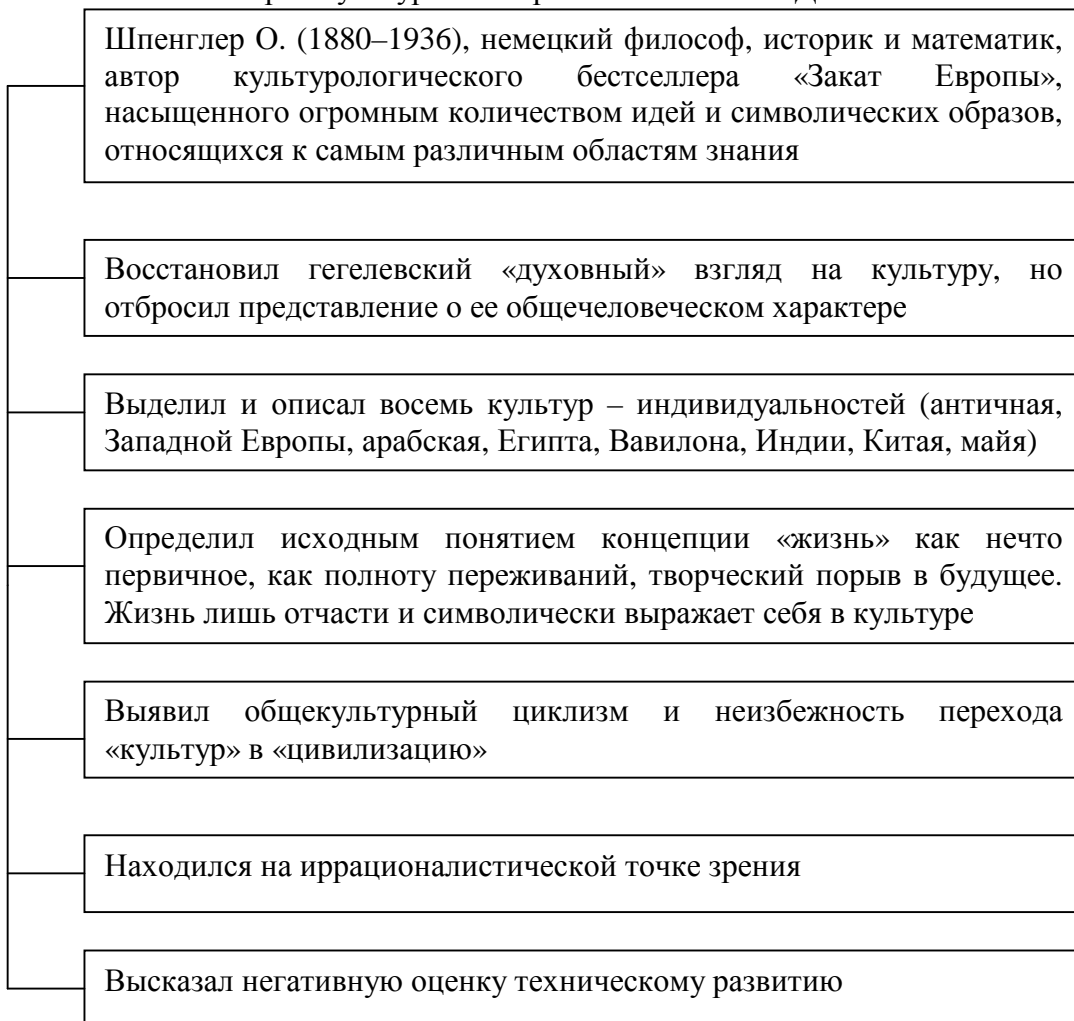 Шпенглер О. (1880–1936), немецкий философ, историк и математик,
автор культурологического бестселлера «Закат Европы»,
насыщенного огромным количеством идей и символических образов,
относящихся к самым различным областям знания
Восстановил гегелевский «духовный» взгляд на культуру, но
отбросил представление о ее общечеловеческом характере
Выделил и описал восемь культур – индивидуальностей (античная,
Западной Европы, арабская, Египта, Вавилона, Индии, Китая, майя)
Определил исходным понятием концепции «жизнь» как нечто
первичное, как полноту переживаний, творческий порыв в будущее.
Жизнь лишь отчасти и символически выражает себя в культуре
Выявил общекультурный циклизм и неизбежность перехода
«культур» в «цивилизацию»
Находился на иррационалистической точке зрения
Высказал негативную оценку техническому развитию